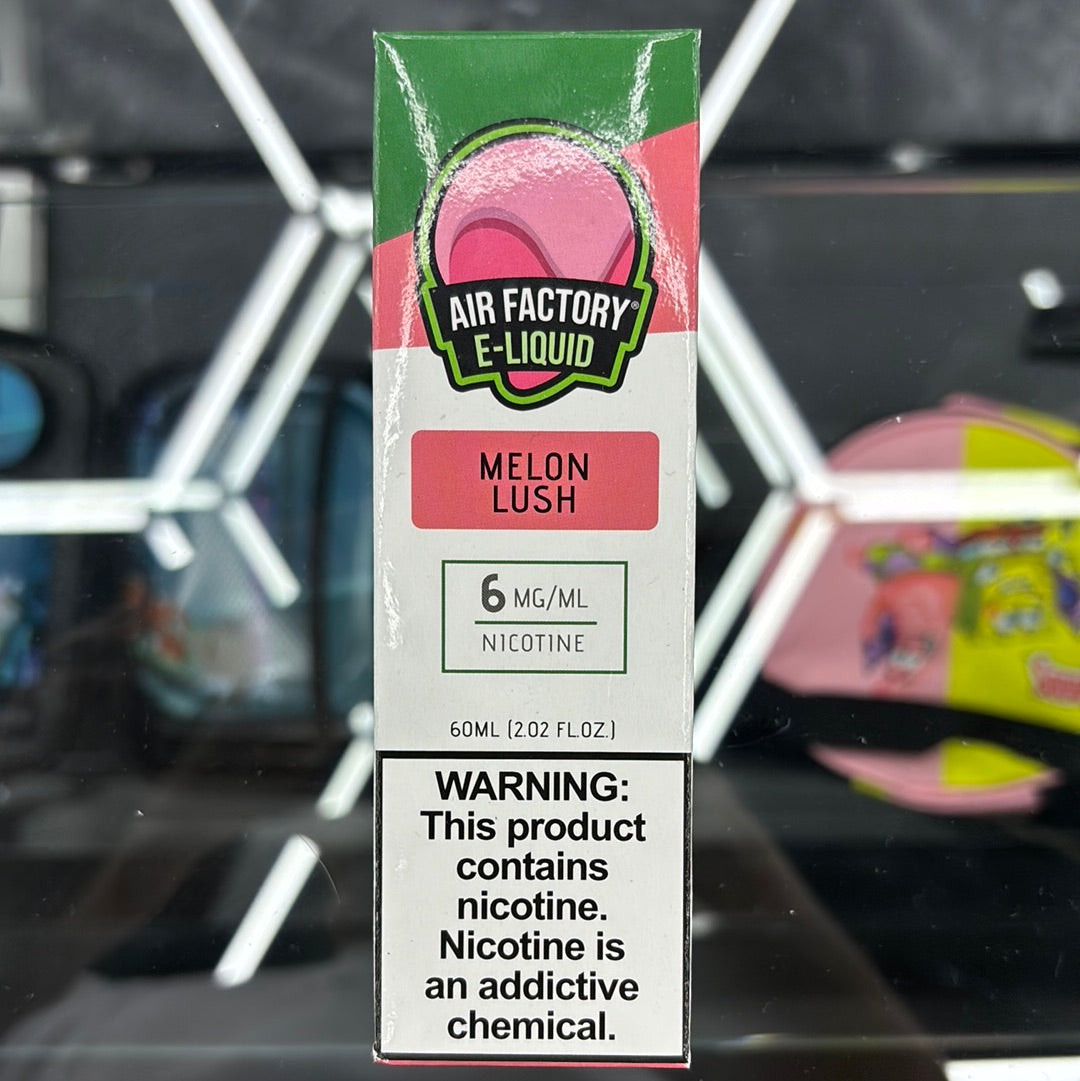 AIR FACTORY®
E-LIQUID
MELON
LUSH
6 MG/ML
NICOTINE
60ML (2.02 FL.OZ.)
WARNING:
This product
contains
nicotine.
Nicotine is
an addictive
chemical.